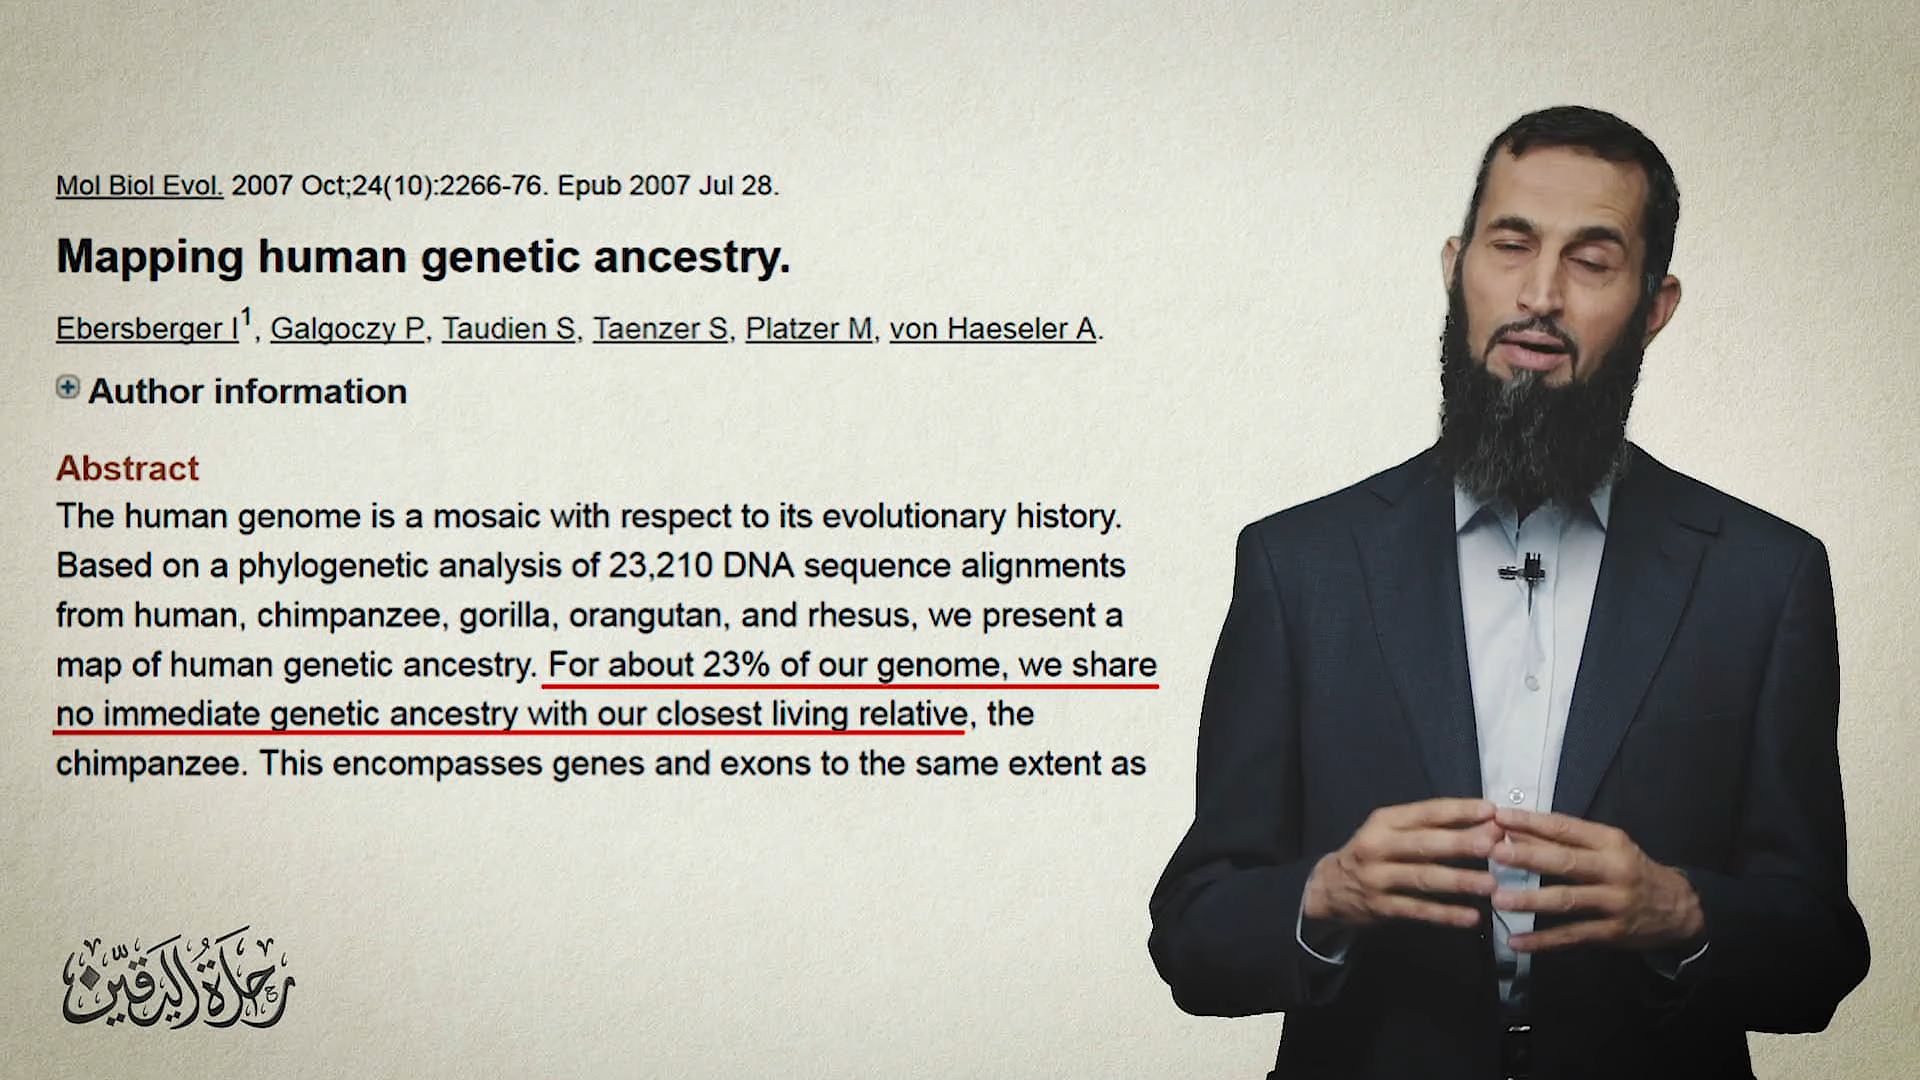 Mol Biol Evol. 2007 Oct;24(10):2266-76. Epub 2007 Jul 28.
Mapping human genetic ancestry.
Ebersberger I1, Galgoczy P, Taudien S, Taenzer S, Platzer M, von Haeseler A.
Author information
Abstract
The human genome is a mosaic with respect to its evolutionary history.
Based on a phylogenetic analysis of 23,210 DNA sequence alignments
from human, chimpanzee, gorilla, orangutan, and rhesus, we present a
map of human genetic ancestry. For about 23% of our genome, we share
no immediate genetic ancestry with our closest living relative, the
chimpanzee. This encompasses genes and exons to the same extent as
رحلة اليقين